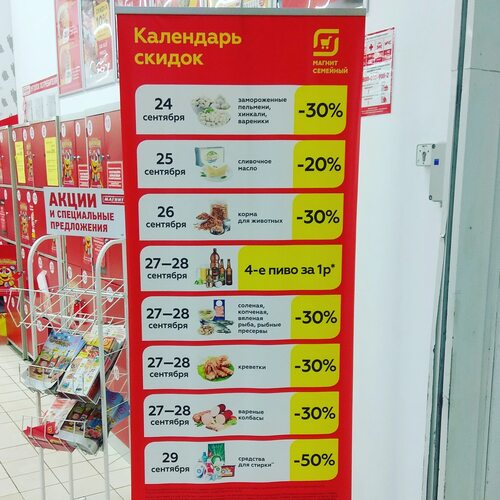 Календарь
скидок
МАГНИТ
СЕМЕЙНЫЙ
24
сентября
замороженные
пельмени,
хинкали,
вареники
-30%
25
сентября
сливочное
масло
-20%
26
сентября
корма
для животных
-30%
27—28
сентября
4-е пиво за 1р*
27—28
сентября
соленая,
копченая,
вяленая
рыба, рыбные
пресервы
-30%
27—28
сентября
креветки
-30%
27—28
сентября
вареные
колбасы
-30%
29
сентября
средства
для стирки**
-50%
АКЦИИ
И СПЕЦИАЛЬНЫЕ
ПРЕДЛОЖЕНИЯ
МАГНИТ